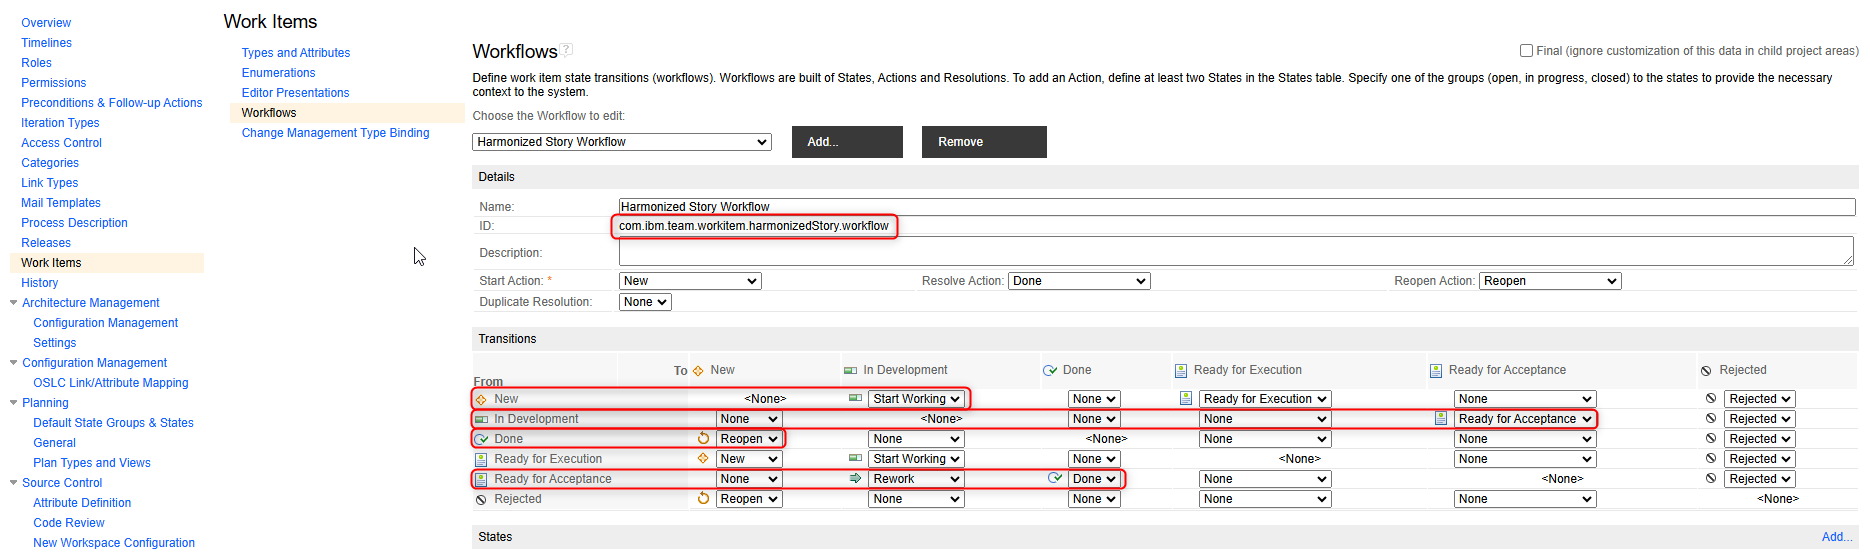 Overview
Timelines
Roles
Permissions
Preconditions & Follow-up Actions
Iteration Types
Access Control
Categories
Link Types
Mail Templates
Process Description
Releases
Work Items
History
Architecture Management
Configuration Management
Settings
Configuration Management
OSLC Link/Attribute Mapping
Planning
Default State Groups & States
General
Plan Types and Views
Source Control
Attribute Definition
Code Review
New Workspace Configuration
Work Items
Types and Attributes
Enumerations
Editor Presentations
Workflows
Change Management Type Binding
Workflows ?
Final (ignore customization of this data in child project areas)
Define work item state transitions (workflows). Workflows are built of States, Actions and Resolutions. To add an Action, define at least two States in the States table. Specify one of the groups (open, in progress, closed) to the states to provide the necessary
context to the system.
Choose the Workflow to edit:
Harmonized Story Workflow Add... Remove
Details
Name: Harmonized Story Workflow
ID: com.ibm.team.workitem.harmonizedStory.workflow
Description:
Start Action: * New Resolve Action: Done Reopen Action: Reopen
Duplicate Resolution: None
Transitions
To New In Development Done Ready for Execution Ready for Acceptance Rejected
From
New <None> Start Working None Ready for Execution None Rejected
In Development None <None> None None Ready for Acceptance Rejected
Done Reopen None <None> None None Rejected
Ready for Execution New Start Working None <None> None Rejected
Ready for Acceptance None Rework Done None <None> Rejected
Rejected Reopen None None None None <None>
States Add...